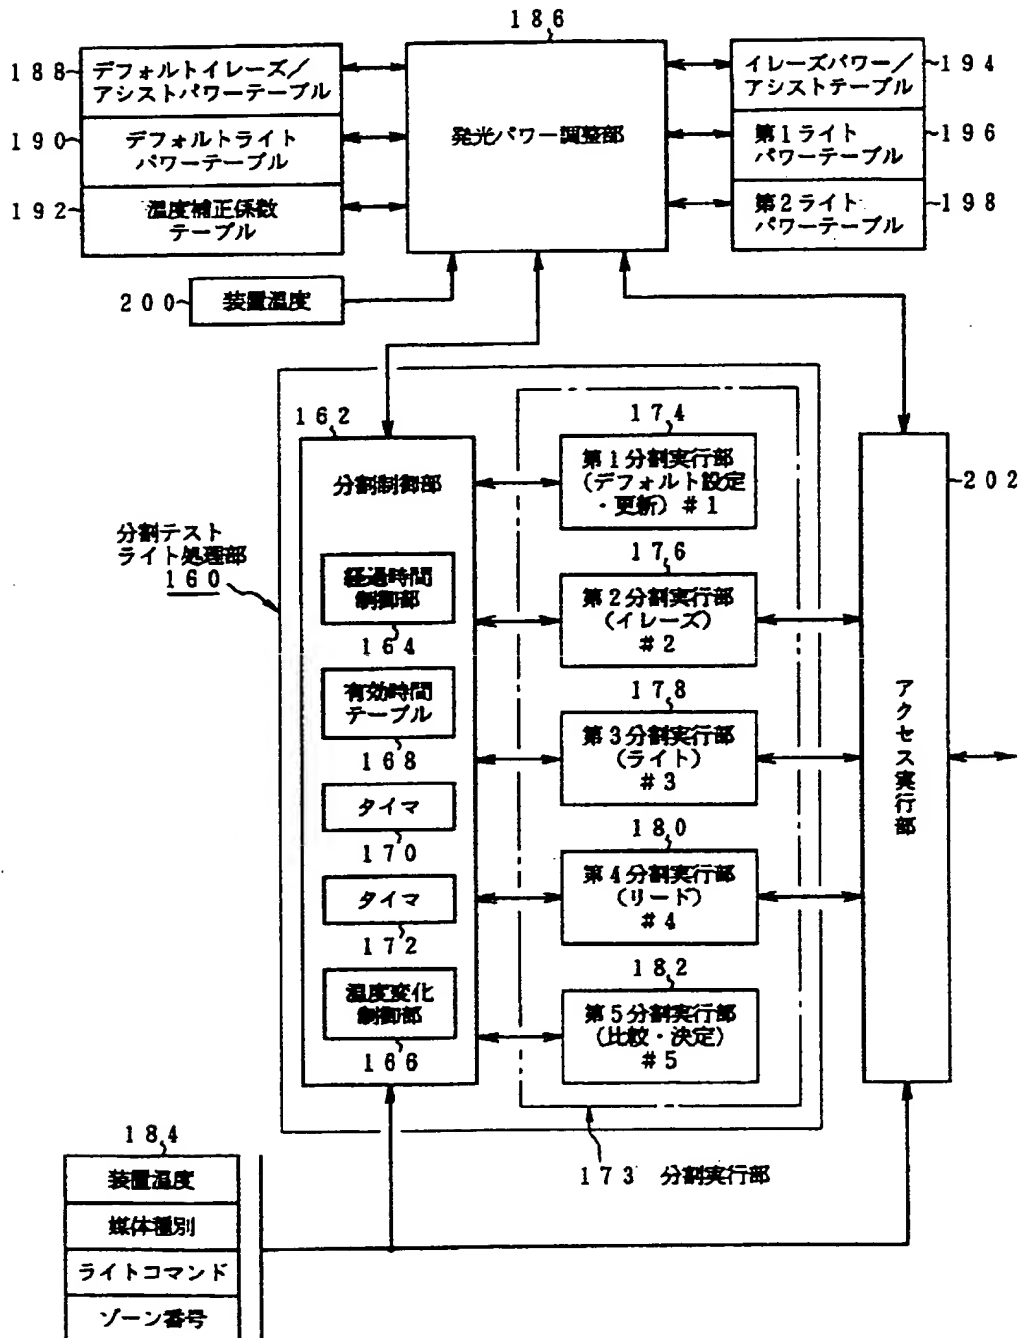 186
188
デフォルトイレーズ/
アシストパワーテーブル
190
デフォルトライト
パワーテーブル
192
温度補正係数
テーブル
発光パワー調整部
イレーズパワー/
アシストテーブル
194
第1ライト
パワーテーブル
196
第2ライト
パワーテーブル
198
200
装置温度
分割テスト
ライト処理部
160
162
分割制御部
経過時間
制御部
164
有効時間
テーブル
168
タイマ
170
タイマ
172
温度変化
制御部
166
174
第1分割実行部
(デフォルト設定
・更新) #1
176
第2分割実行部
(イレーズ)
#2
178
第3分割実行部
(ライト)
#3
180
第4分割実行部
(リード)
#4
182
第5分割実行部
(比較・決定)
#5
173 分割実行部
202
アクセス実行部
184
装置温度
媒体種別
ライトコマンド
ゾーン番号